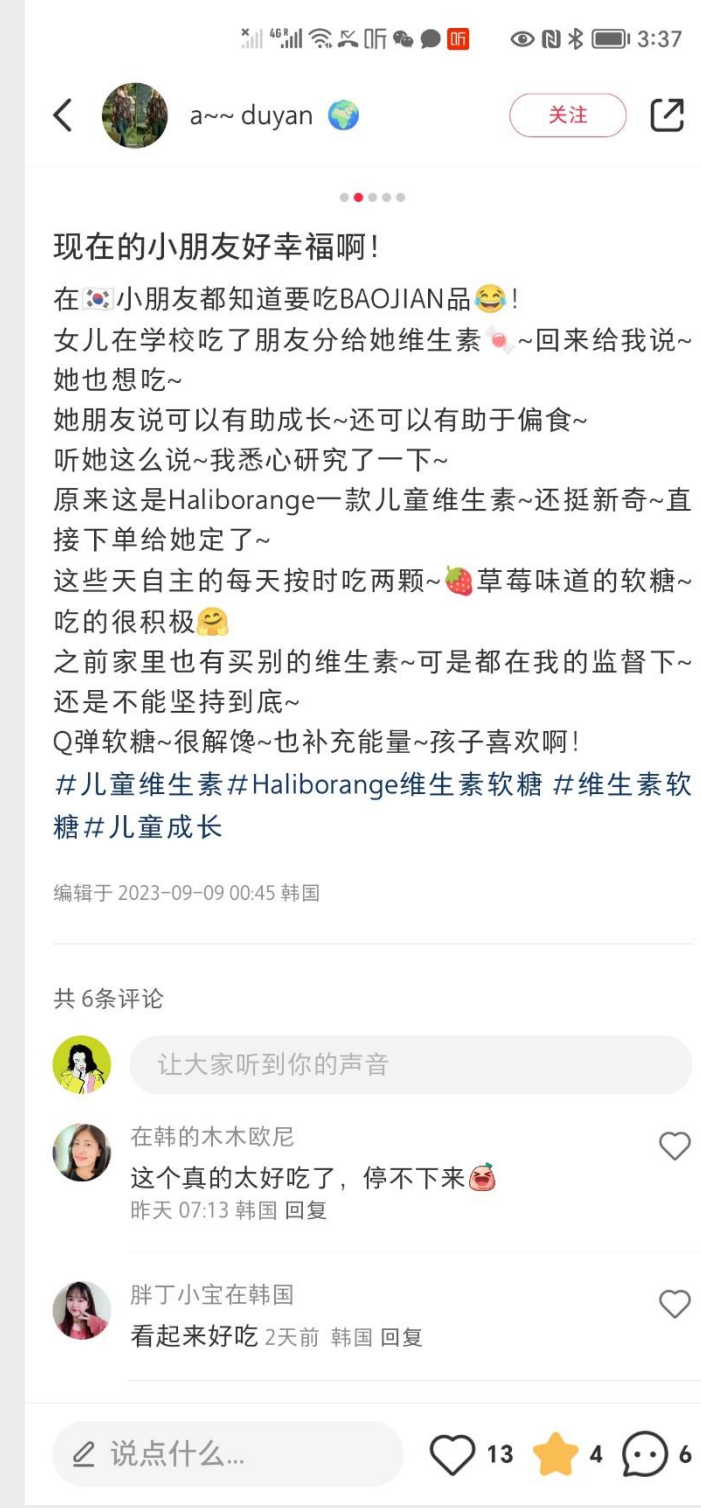 46R 听 听 3:37
a~~ duyan 🌍 关注
现在的小朋友好幸福啊！
在🇰🇷小朋友都知道要吃BAOJIAN品😂！
女儿在学校吃了朋友分给她维生素🍬~回来给我说~
她也想吃~
她朋友说可以有助成长~还可以有助于偏食~
听她这么说~我悉心研究了一下~
原来这是Haliborange一款儿童维生素~还挺新奇~直
接下单给她定了~
这些天自主的每天按时吃两颗~🍓草莓味道的软糖~
吃的很积极🤗
之前家里也有买别的维生素~可是都在我的监督下~
还是不能坚持到底~
Q弹软糖~很解馋~也补充能量~孩子喜欢啊！
#儿童维生素#Haliborange维生素软糖 #维生素软
糖#儿童成长
编辑于 2023-09-09 00:45 韩国
共 6条评论
让大家听到你的声音
在韩的木木欧尼
这个真的太好吃了，停不下来
昨天 07:13 韩国 回复
胖丁小宝在韩国
看起来好吃 2天前 韩国 回复
说点什么... 13 4 6